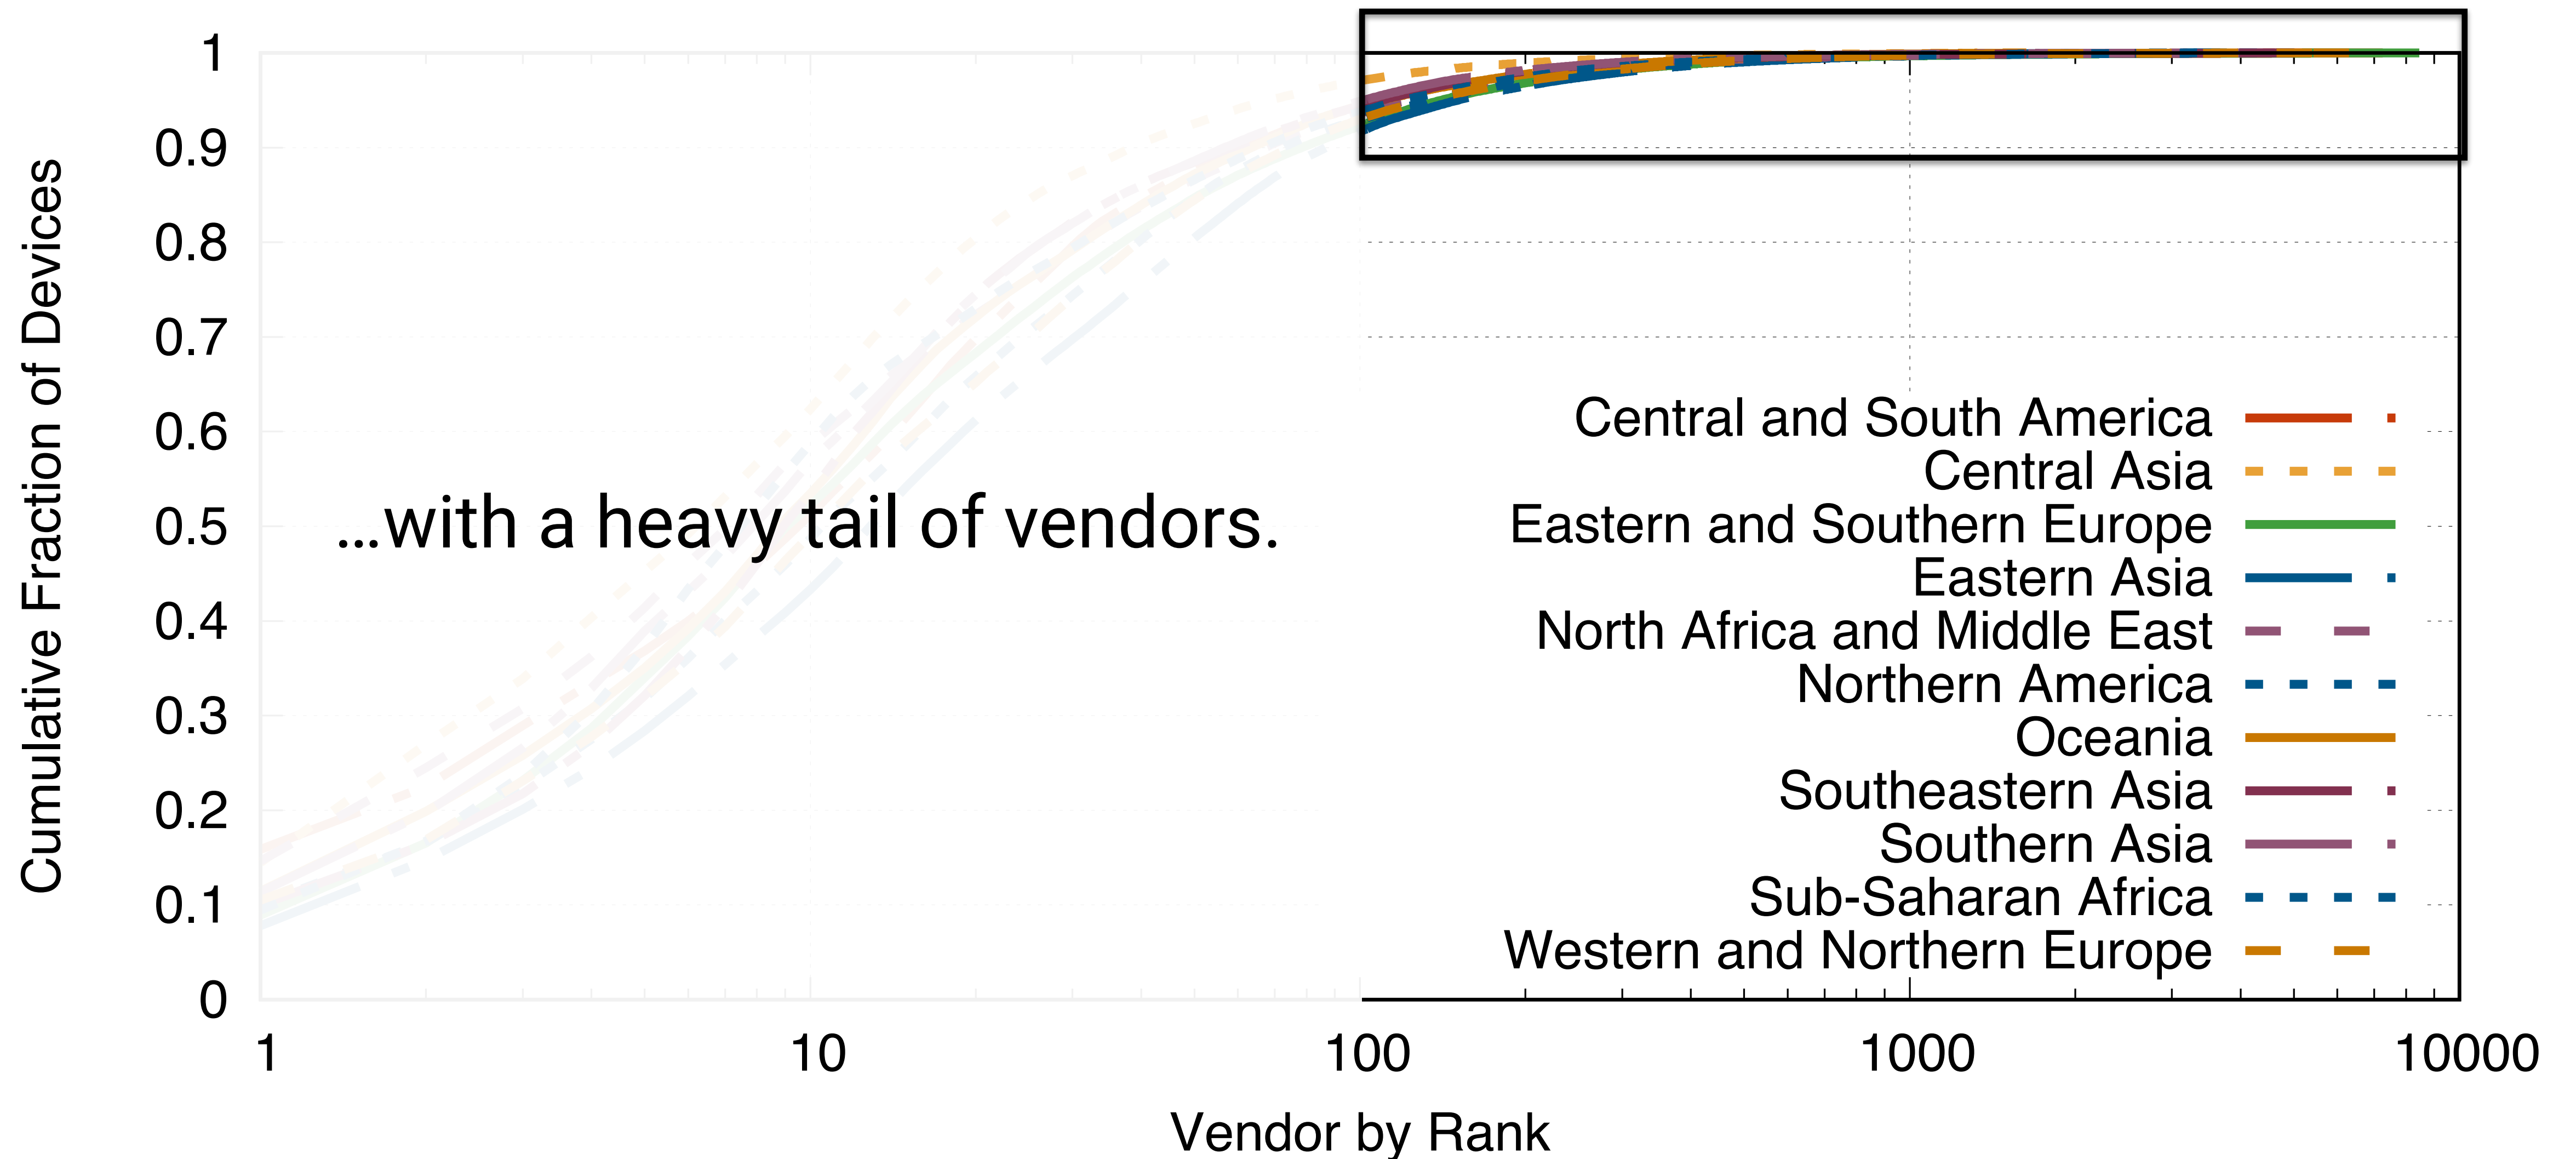 1
0.9
0.8
0.7
0.6
0.5
0.4
0.3
0.2
0.1
0
Cumulative Fraction of Devices
...with a heavy tail of vendors.
Central and South America
Central Asia
Eastern and Southern Europe
Eastern Asia
North Africa and Middle East
Northern America
Oceania
Southeastern Asia
Southern Asia
Sub-Saharan Africa
Western and Northern Europe
1 10 100 1000 10000
Vendor by Rank